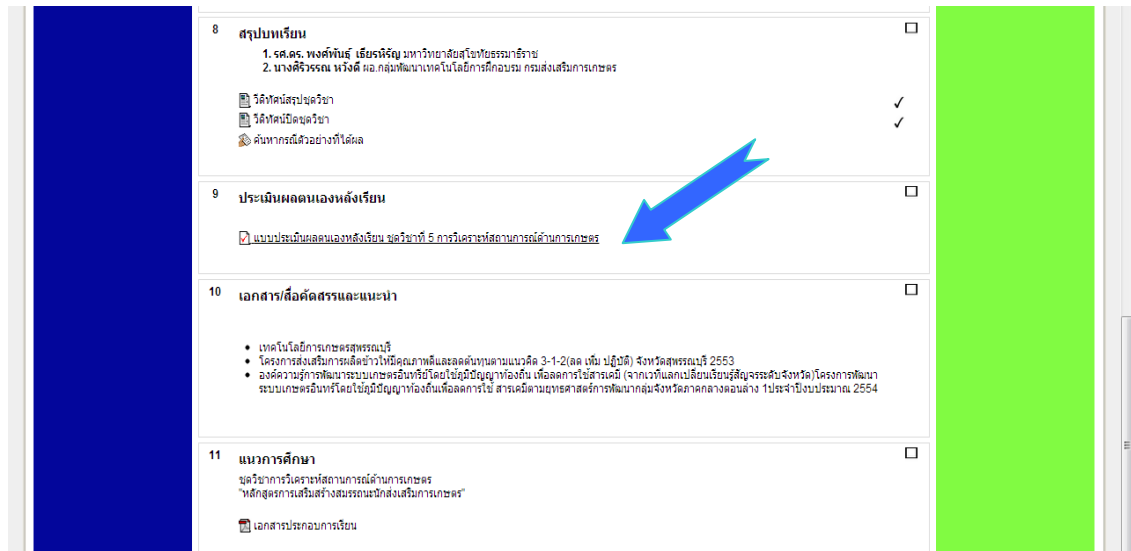 8 สรุปบทเรียน
1. รศ.ดร. พงศ์พันธุ์ เธียรหิรัญ มหาวิทยาลัยสุโขทัยธรรมาธิราช
2. นางศิริวรรณ หวังดี ผอ.กลุ่มพัฒนาเทคโนโลยีการฝึกอบรม กรมส่งเสริมการเกษตร
วีดิทัศน์สรุปชุดวิชา
วีดิทัศน์ปิดชุดวิชา
ค้นหากรณีตัวอย่างที่ได้ผล
9 ประเมินผลตนเองหลังเรียน
แบบประเมินผลตนเองหลังเรียน ชุดวิชาที่ 5 การวิเคราะห์สถานการณ์ด้านการเกษตร
10 เอกสาร/สื่อคัดสรรและแนะนำ
เทคโนโลยีการเกษตรสุพรรณบุรี
โครงการส่งเสริมการผลิตข้าวให้มีคุณภาพดีและลดต้นทุนตามแนวคิด 3-1-2(ลด เพิ่ม ปฏิบัติ) จังหวัดสุพรรณบุรี 2553
องค์ความรู้การพัฒนาระบบเกษตรอินทรีย์โดยใช้ภูมิปัญญาท้องถิ่น เพื่อลดการใช้สารเคมี (จากเวทีแลกเปลี่ยนเรียนรู้สัญจรระดับจังหวัด)โครงการพัฒนา
ระบบเกษตรอินทร์โดยใช้ภูมิปัญญาท้องถิ่นเพื่อลดการใช้ สารเคมีตามยุทธศาสตร์การพัฒนากลุ่มจังหวัดภาคกลางตอนล่าง 1ประจำปีงบประมาณ 2554
11 แนวการศึกษา
ชุดวิชาการวิเคราะห์สถานการณ์ด้านการเกษตร
"หลักสูตรการเสริมสร้างสมรรถนะนักส่งเสริมการเกษตร"
เอกสารประกอบการเรียน